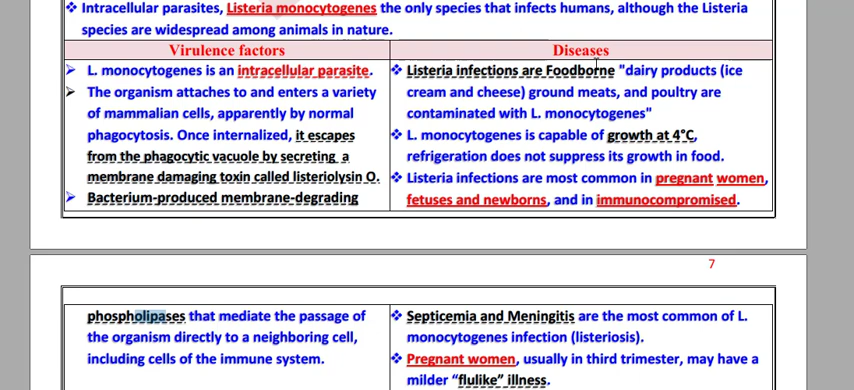 ❖ Intracellular parasites, Listeria monocytogenes the only species that infects humans, although the Listeria
species are widespread among animals in nature.
Virulence factors
➢ L. monocytogenes is an intracellular parasite.
➢ The organism attaches to and enters a variety
of mammalian cells, apparently by normal
phagocytosis. Once internalized, it escapes
from the phagocytic vacuole by secreting a
membrane damaging toxin called listeriolysin O.
➢ Bacterium-produced membrane-degrading
Diseases
❖ Listeria infections are Foodborne "dairy products (ice
cream and cheese) ground meats, and poultry are
contaminated with L. monocytogenes"
❖ L. monocytogenes is capable of growth at 4°C,
refrigeration does not suppress its growth in food.
❖ Listeria infections are most common in pregnant women,
fetuses and newborns, and in immunocompromised.
7
phospholipases that mediate the passage of
the organism directly to a neighboring cell,
including cells of the immune system.
❖ Septicemia and Meningitis are the most common of L.
monocytogenes infection (listeriosis).
❖ Pregnant women, usually in third trimester, may have a
milder “flulike” illness.